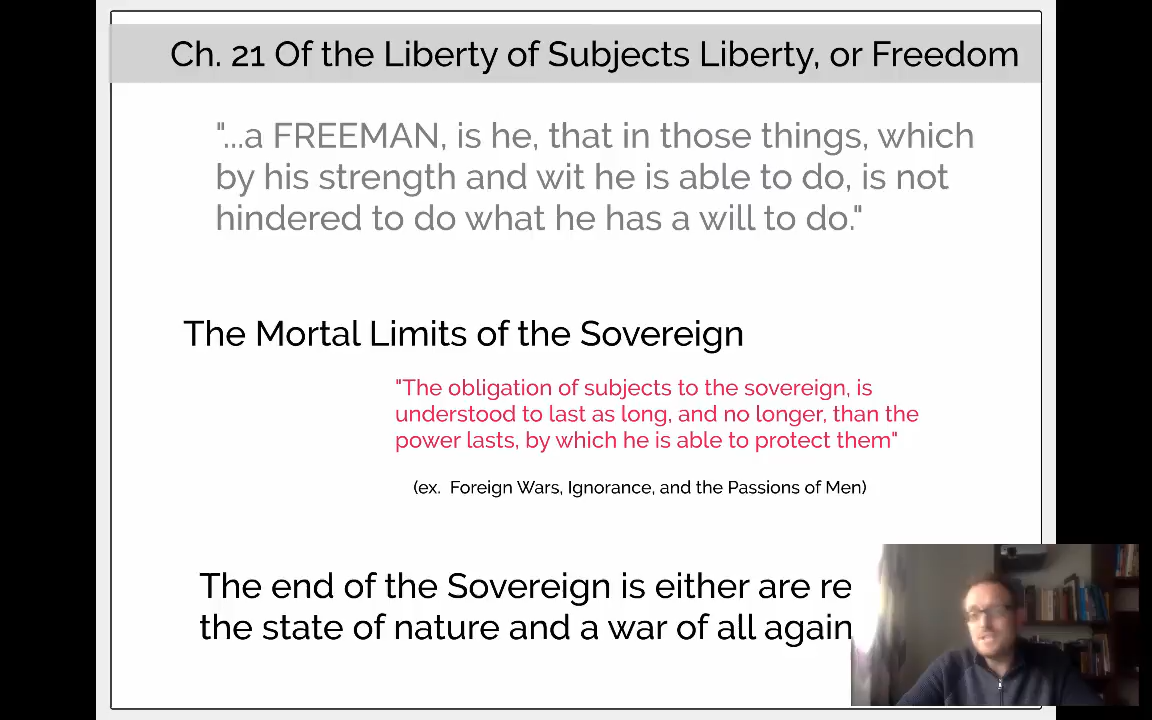 Ch. 21 Of the Liberty of Subjects Liberty, or Freedom
"...a FREEMAN, is he, that in those things, which
by his strength and wit he is able to do, is not
hindered to do what he has a will to do."
The Mortal Limits of the Sovereign
"The obligation of subjects to the sovereign, is
understood to last as long, and no longer, than the
power lasts, by which he is able to protect them"
(ex. Foreign Wars, Ignorance, and the Passions of Men)
The end of the Sovereign is either are re
the state of nature and a war of all again